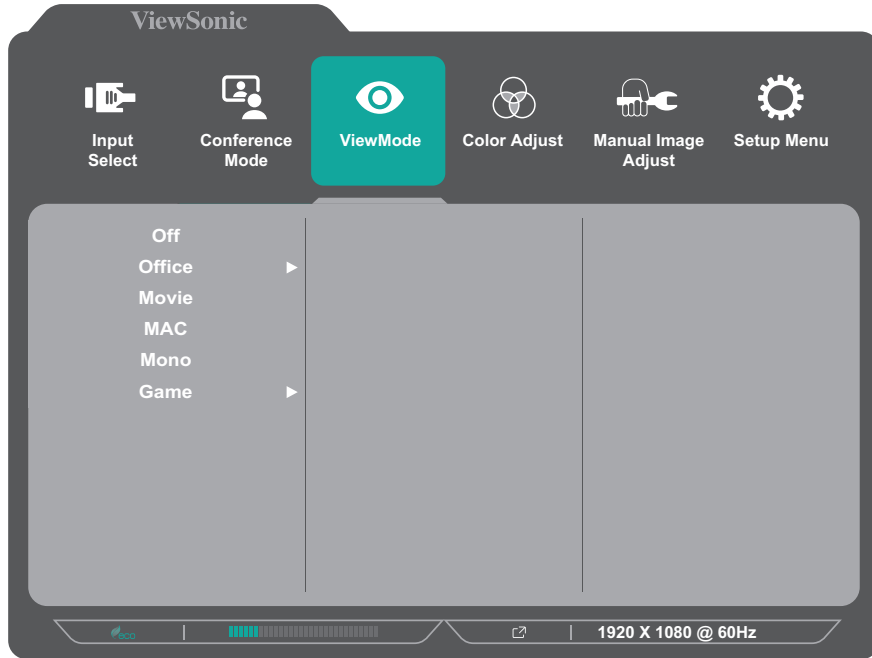 ViewSonic
Input
Select
Conference
Mode
ViewMode
Color Adjust
Manual Image
Adjust
Setup Menu
Off
Office ▶
Movie
MAC
Mono
Game ▶
eco | | 1920 X 1080 @ 60Hz